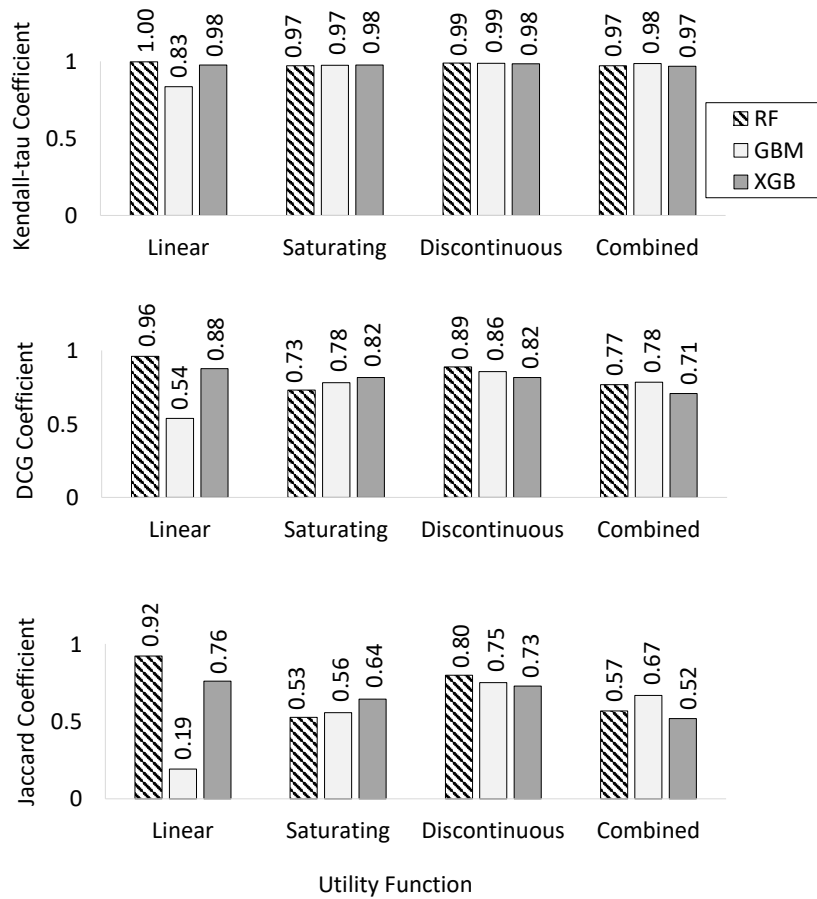 Kendall-tau Coefficient
1.00 0.83 0.98 0.97 0.97 0.98 0.99 0.99 0.98 0.97 0.98 0.97
1
0.5
0
Linear Saturating Discontinuous Combined
RF
GBM
XGB
DCG Coefficient
0.96 0.54 0.88 0.73 0.78 0.82 0.89 0.86 0.82 0.77 0.78 0.71
1
0.5
0
Linear Saturating Discontinuous Combined
Jaccard Coefficient
0.92 0.19 0.76 0.53 0.56 0.64 0.80 0.75 0.73 0.57 0.67 0.52
1
0.5
0
Linear Saturating Discontinuous Combined
Utility Function